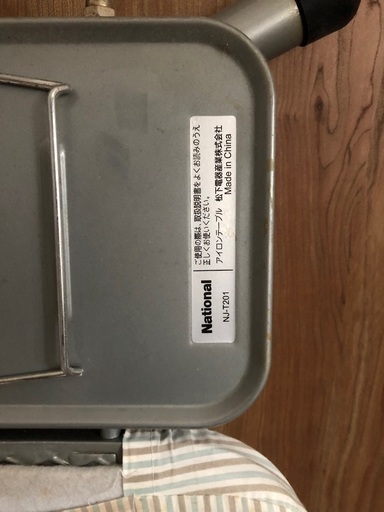 ご使用の際は、取扱説明書をよくお読みのうえ
正しくお使いください。
アイロンテーブル 松下電器産業株式会社
Made in China
National
NJ-T201